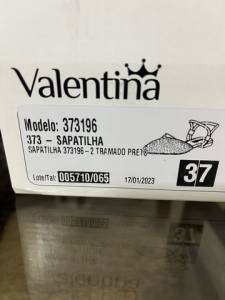 Valentina
Modelo: 373196
373 - SAPATILHA
SAPATILHA 373196-2 TRAMADO PRETO
Lote/Tal: 005710/065
17/01/2023
37